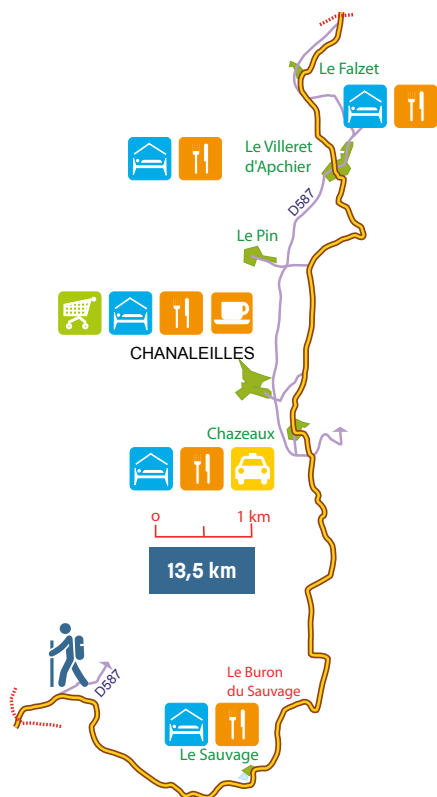 Le Falzet
Le Villeret
d'Apchier
D587
Le Pin
CHANALEILLES
Chazeaux
o 1 km
13,5 km
D587
Le Buron
du Sauvage
Le Sauvage